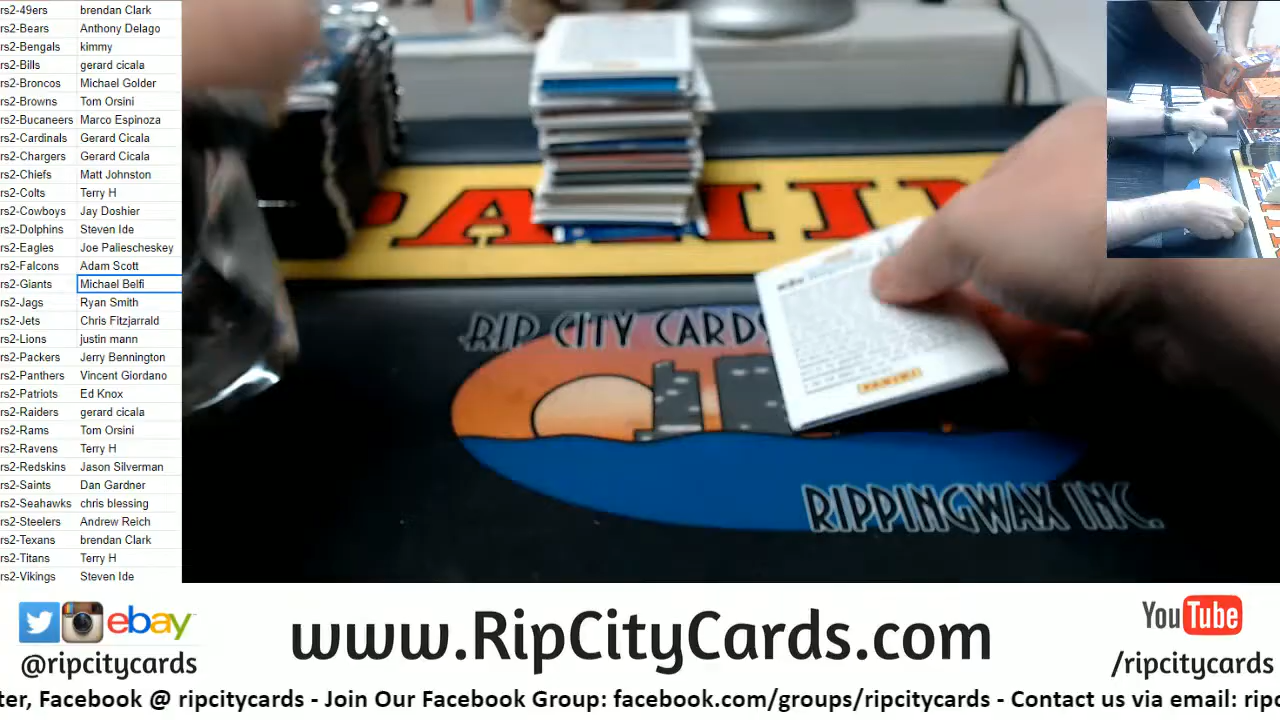 rs2-49ers brendan Clark
rs2-Bears Anthony Delago
rs2-Bengals kimmy
rs2-Bills gerard cicala
rs2-Broncos Michael Golder
rs2-Browns Tom Orsini
rs2-Bucaneers Marco Espinoza
rs2-Cardinals Gerard Cicala
rs2-Chargers Gerard Cicala
rs2-Chiefs Matt Johnston
rs2-Colts Terry H
rs2-Cowboys Jay Doshier
rs2-Dolphins Steven Ide
rs2-Eagles Joe Paliescheskey
rs2-Falcons Adam Scott
rs2-Giants Michael Belfi
rs2-Jags Ryan Smith
rs2-Jets Chris Fitzjarrald
rs2-Lions justin mann
rs2-Packers Jerry Bennington
rs2-Panthers Vincent Giordano
rs2-Patriots Ed Knox
rs2-Raiders gerard cicala
rs2-Rams Tom Orsini
rs2-Ravens Terry H
rs2-Redskins Jason Silverman
rs2-Saints Dan Gardner
rs2-Seahawks chris blessing
rs2-Steelers Andrew Reich
rs2-Texans brendan Clark
rs2-Titans Terry H
rs2-Vikings Steven Ide
PANINI
RIP CITY CARDS
PANINI
RIPPINGWAX INC.
ebay
@ripcitycards
www.RipCityCards.com
YouTube
/ripcitycards
ter, Facebook @ ripcitycards - Join Our Facebook Group: facebook.com/groups/ripcitycards - Contact us via email: ripc